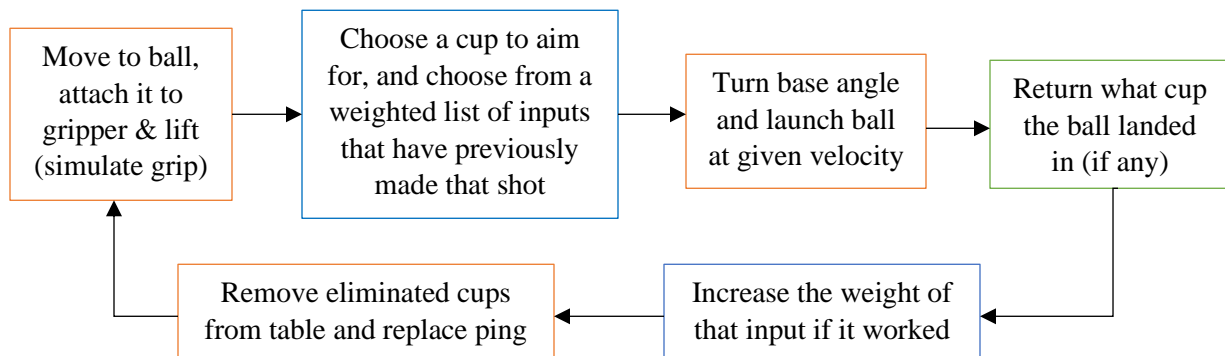 Move to ball,
attach it to
gripper & lift
(simulate grip)
Choose a cup to aim
for, and choose from a
weighted list of inputs
that have previously
made that shot
Turn base angle
and launch ball
at given velocity
Return what cup
the ball landed
in (if any)
Increase the weight of
that input if it worked
Remove eliminated cups
from table and replace ping